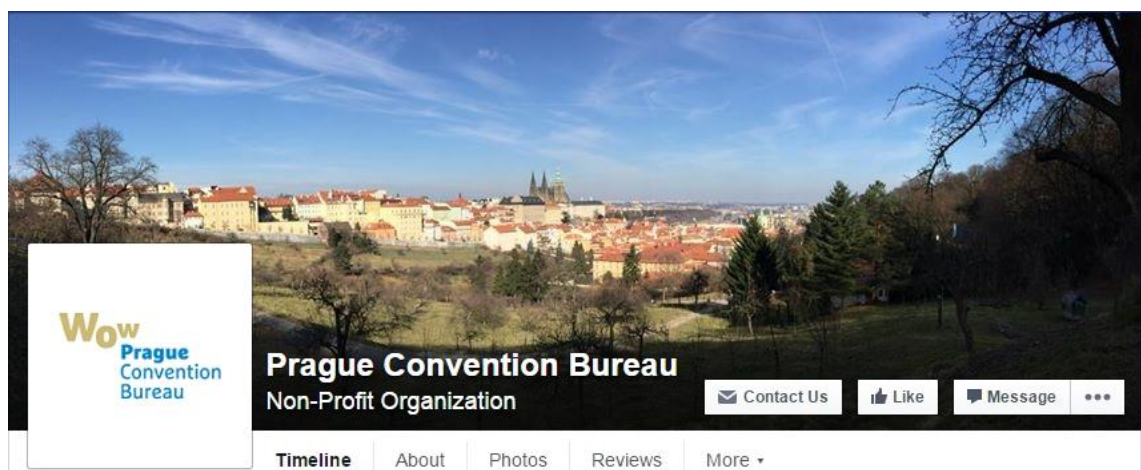 Wow
Prague
Convention
Bureau
Prague Convention Bureau
Non-Profit Organization
Contact Us
Like
Message
Timeline
About
Photos
Reviews
More